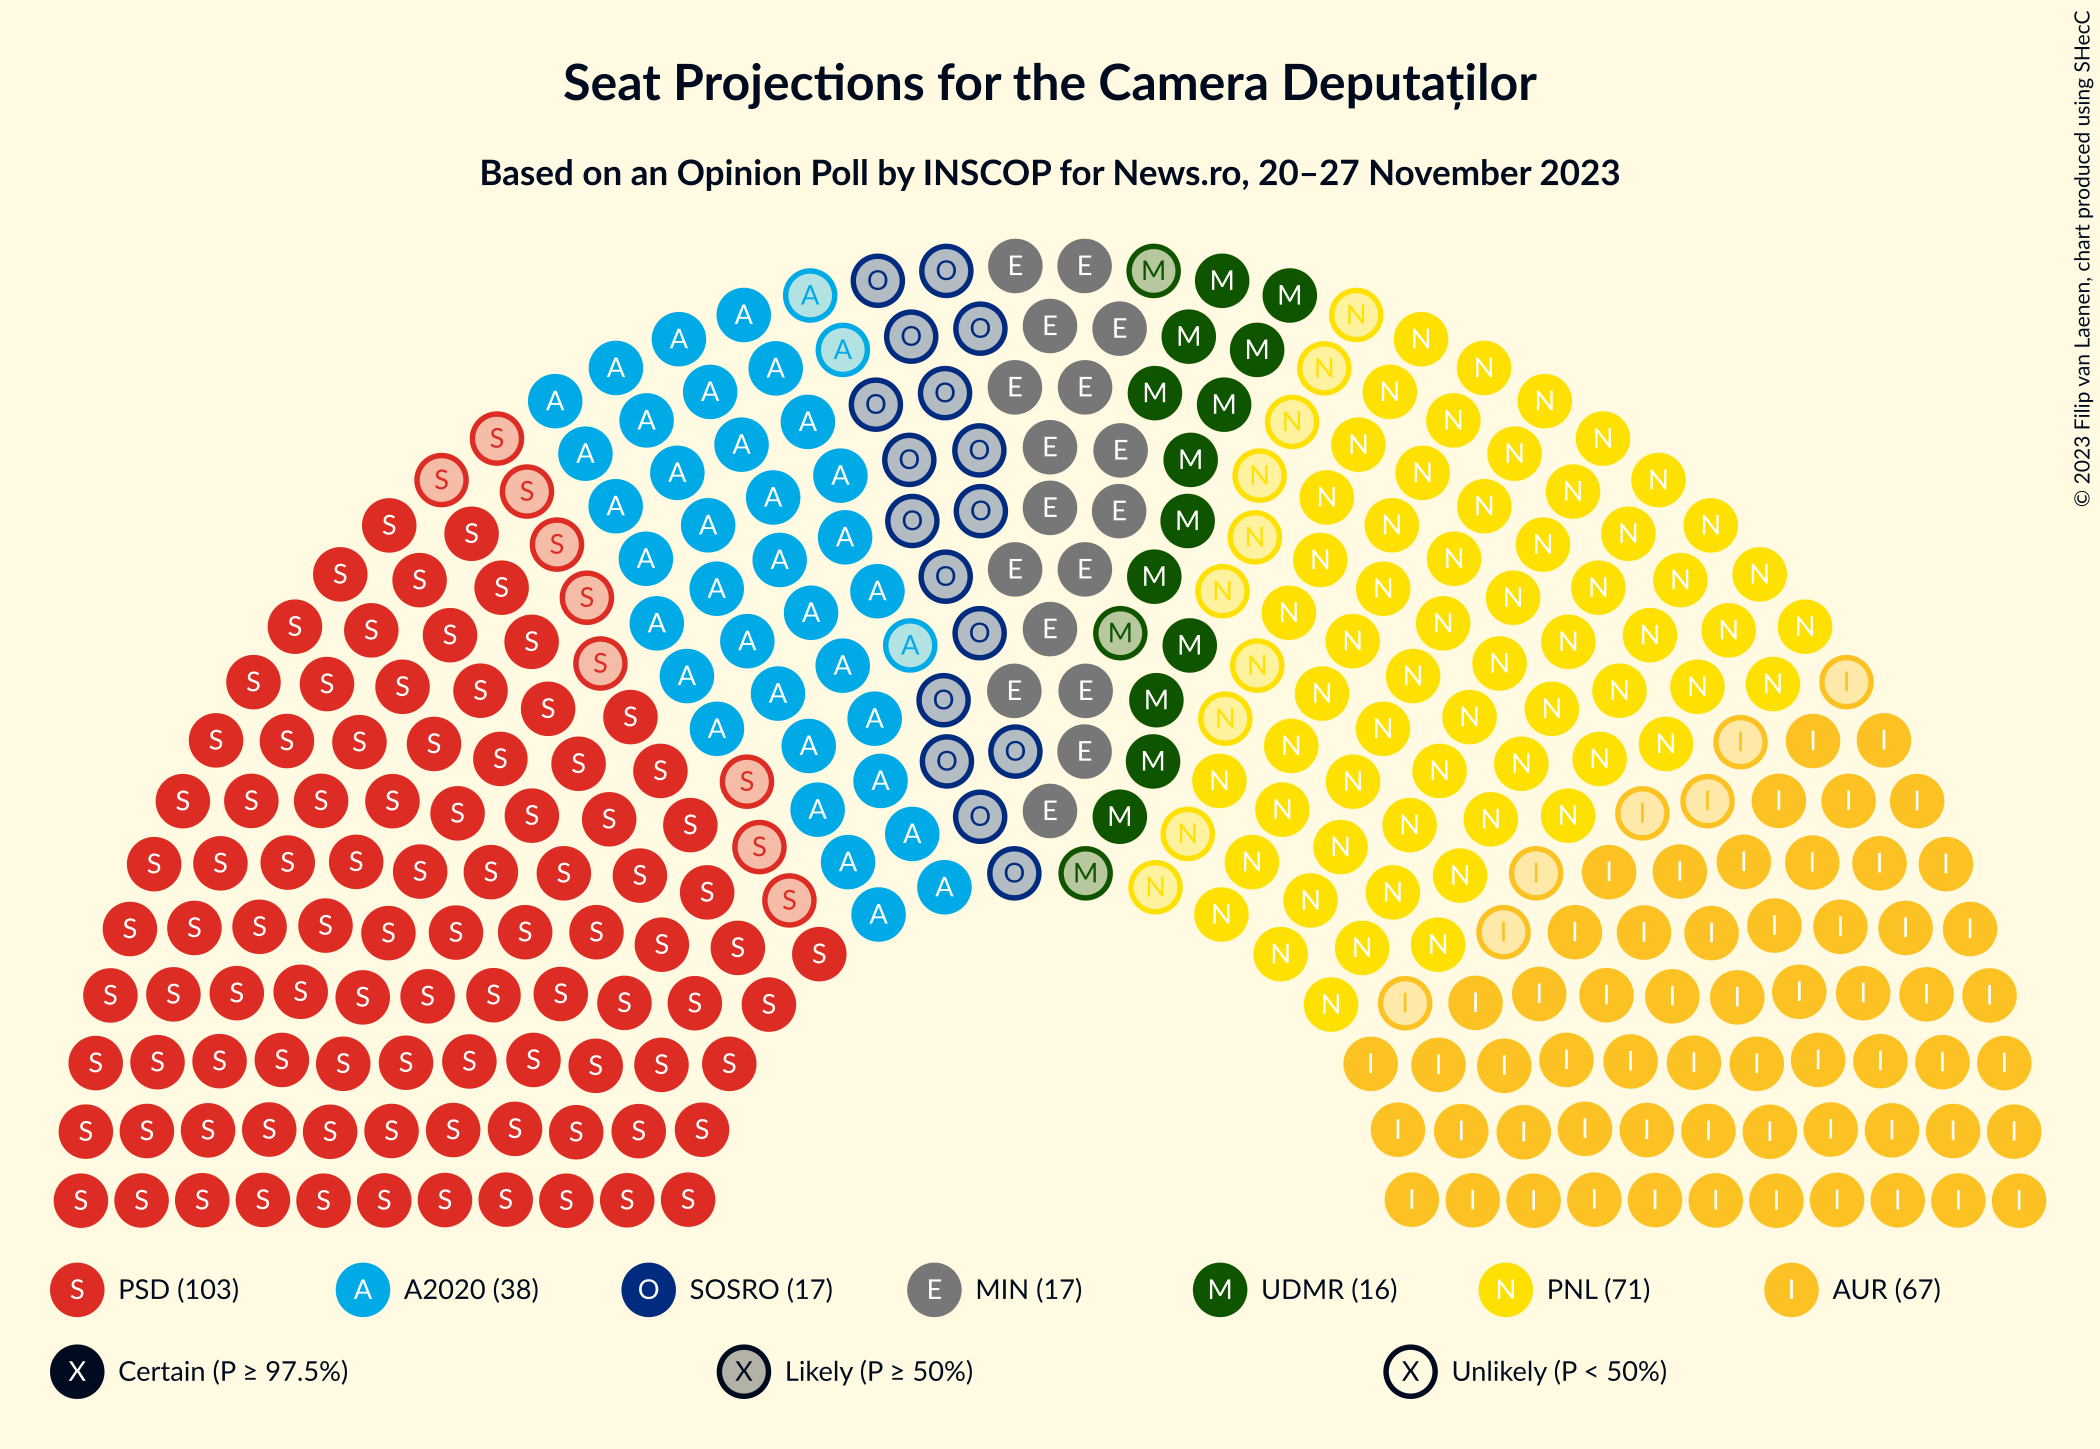 Seat Projections for the Camera Deputaților
Based on an Opinion Poll by INSCOP for News.ro, 20–27 November 2023
© 2023 Filip van Laenen, chart produced using SHecC
S PSD (103) A A2020 (38) O SOSRO (17) E MIN (17) M UDMR (16) N PNL (71) I AUR (67)
X Certain (P ≥ 97.5%) X Likely (P ≥ 50%) X Unlikely (P < 50%)